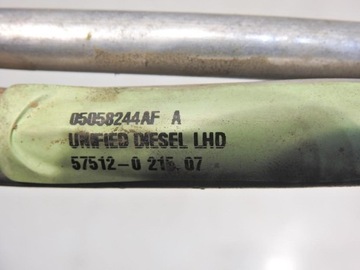 05058244AF A
UNIFIED DIESEL LHD
57512-0 215 07